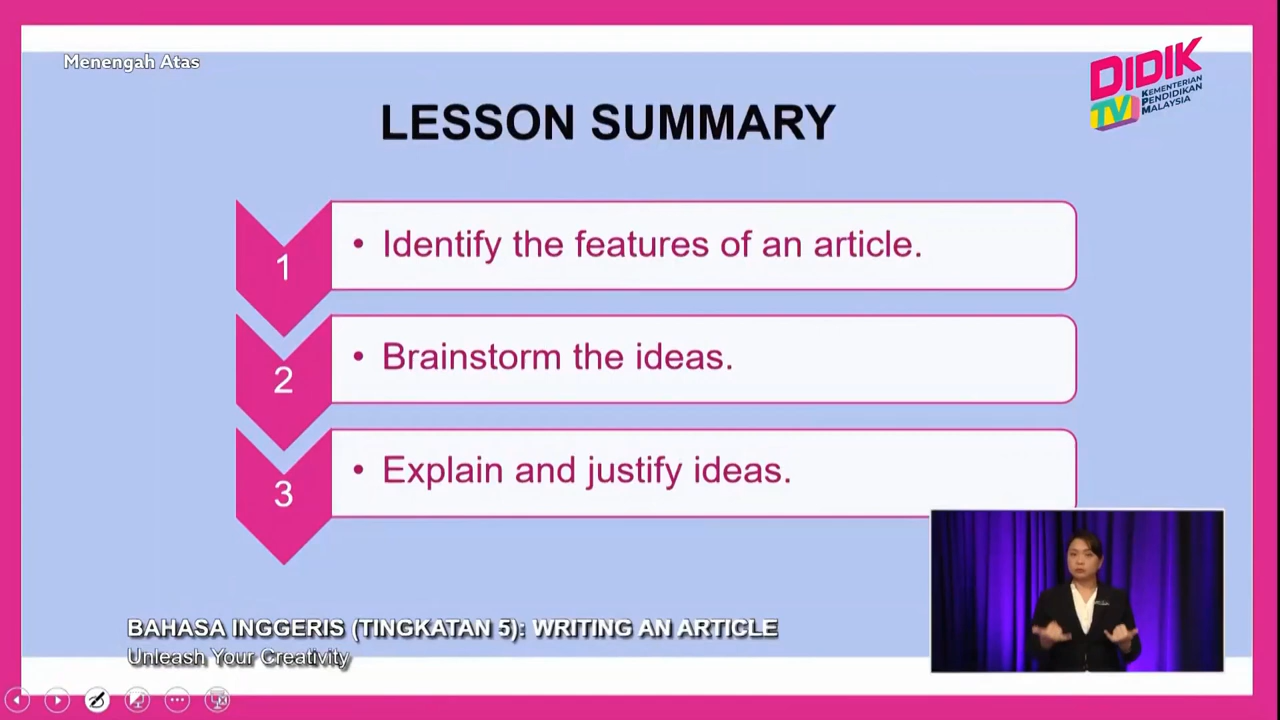 Menengah Atas
DIDIK
TV
KEMENTERIAN
PENDIDIKAN
MALAYSIA
LESSON SUMMARY
1
• Identify the features of an article.
2
• Brainstorm the ideas.
3
• Explain and justify ideas.
BAHASA INGGERIS (TINGKATAN 5): WRITING AN ARTICLE
Unleash Your Creativity